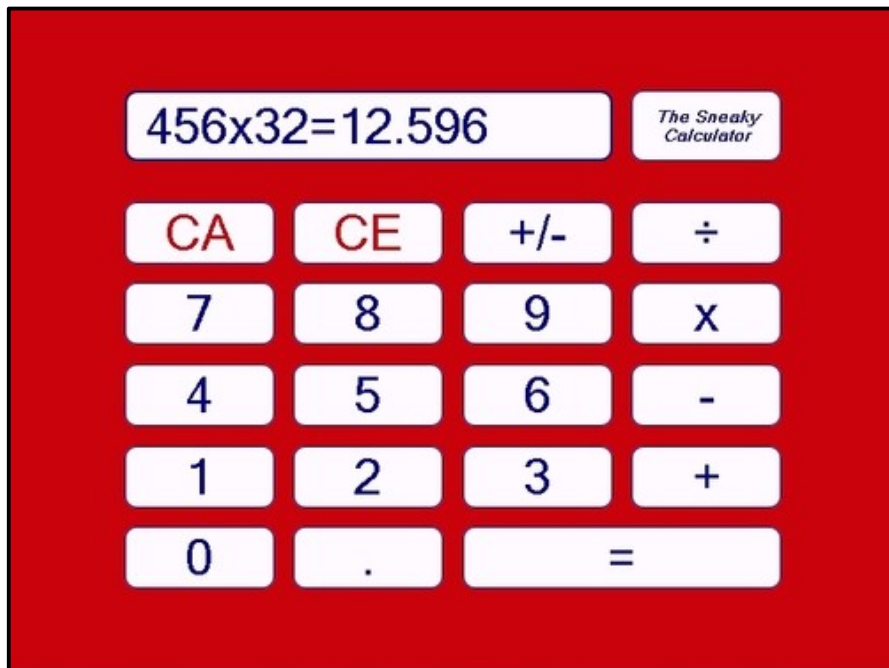 456x32=12.596
The Sneaky
Calculator
CA CE +/- ÷
7 8 9 x
4 5 6 -
1 2 3 +
0 . =